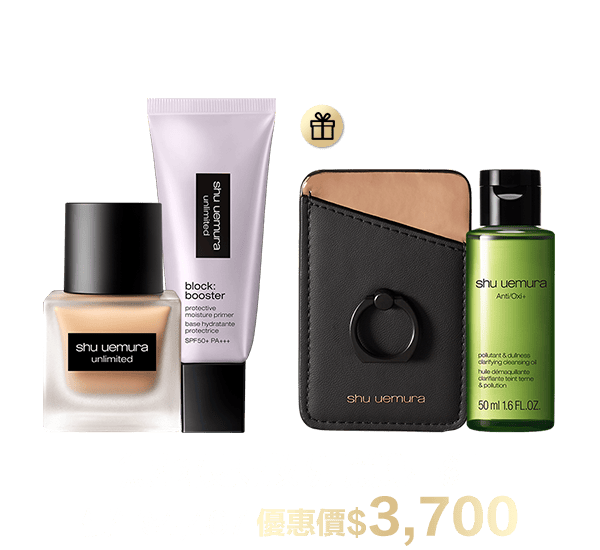 shu uemura
unlimited
shu uemura
unlimited
block:
booster
protective
moisture primer
base hydratante
protectrice
SPF50+ PA+++
shu uemura
shu uemura
Anti/Oxi+
pollutant & dullness
clarifying cleansing oil
huile démaquillante
clarifiante teint terne
& pollution
50 ml 1.6 FL.OZ.
優惠價$3,700